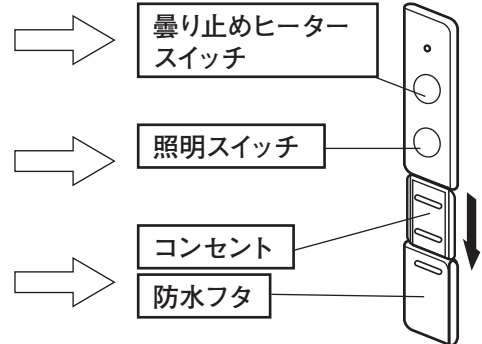 曇り止めヒーター
スイッチ
照明スイッチ
コンセント
防水フタ